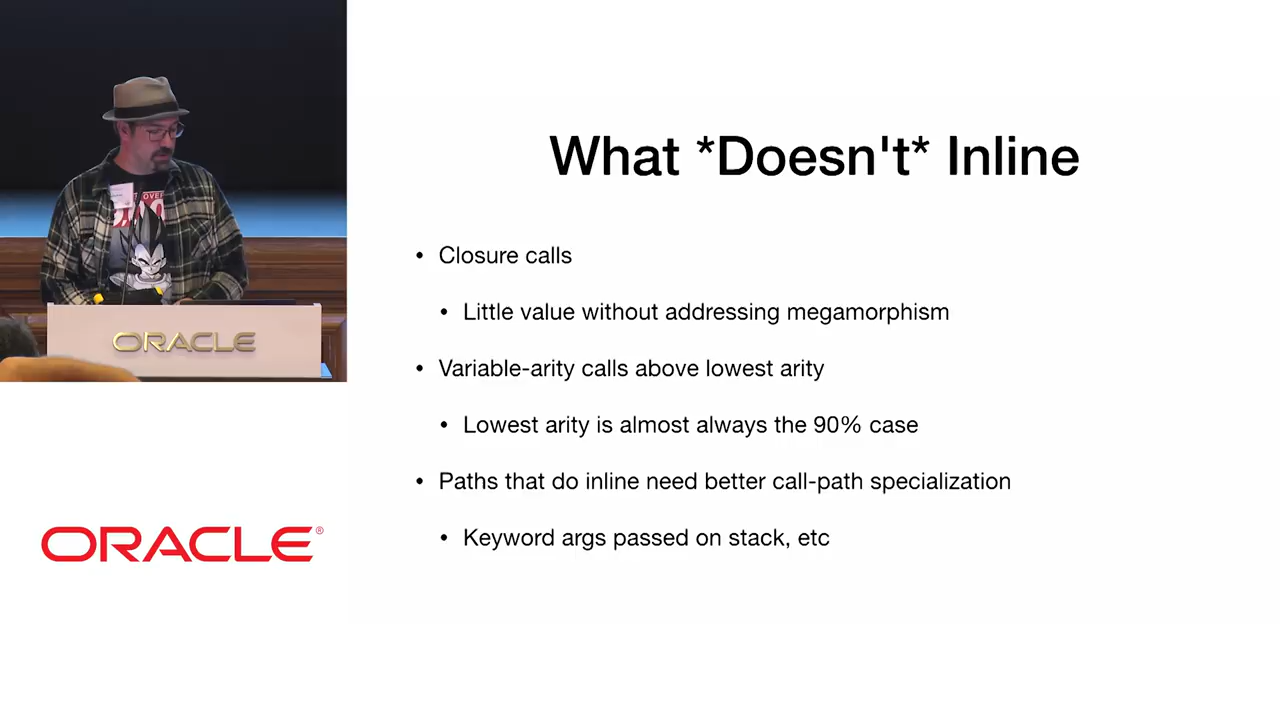 What *Doesn't* Inline
• Closure calls
• Little value without addressing megamorphism
• Variable-arity calls above lowest arity
• Lowest arity is almost always the 90% case
• Paths that do inline need better call-path specialization
• Keyword args passed on stack, etc
ORACLE
ORACLE®